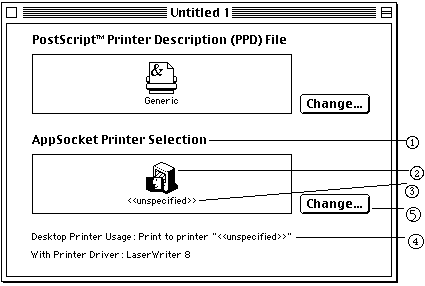 Untitled 1
PostScript™ Printer Description (PPD) File
&
Generic
Change...
AppSocket Printer Selection
1
2
<<unspecified>>
3
Change...
5
Desktop Printer Usage: Print to printer "<<unspecified>>"
4
With Printer Driver: LaserWriter 8